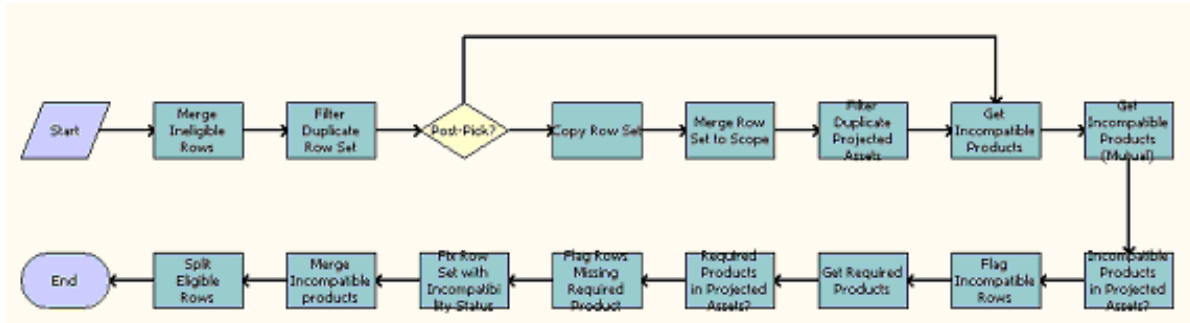 Start
Merge
Ineligible
Rows
Filter
Duplicate
Row Set
Post-Pick?
Copy Row Set
Merge Row
Set to Scope
Filter
Duplicate
Projected
Assets
Get
Incompatible
Products
Get
Incompatible
Products
(Mutual)
End
Split
Eligible
Rows
Merge
Incompatible
products
Fix Row
Set with
Incompatibi
lity Status
Flag Rows
Missing
Required
Product
Required
Products
in Projected
Assets?
Get Required
Products
Flag
Incompatible
Rows
Incompatible
Products
in Projected
Assets?